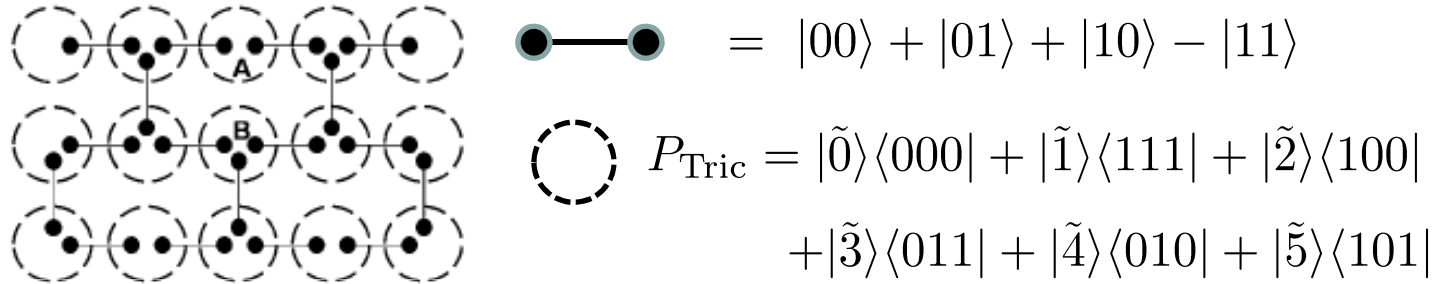 A
B
= |00⟩ + |01⟩ + |10⟩ − |11⟩
P_Tric = |0̃⟩⟨000| + |1̃⟩⟨111| + |2̃⟩⟨100|
+|3̃⟩⟨011| + |4̃⟩⟨010| + |5̃⟩⟨101|